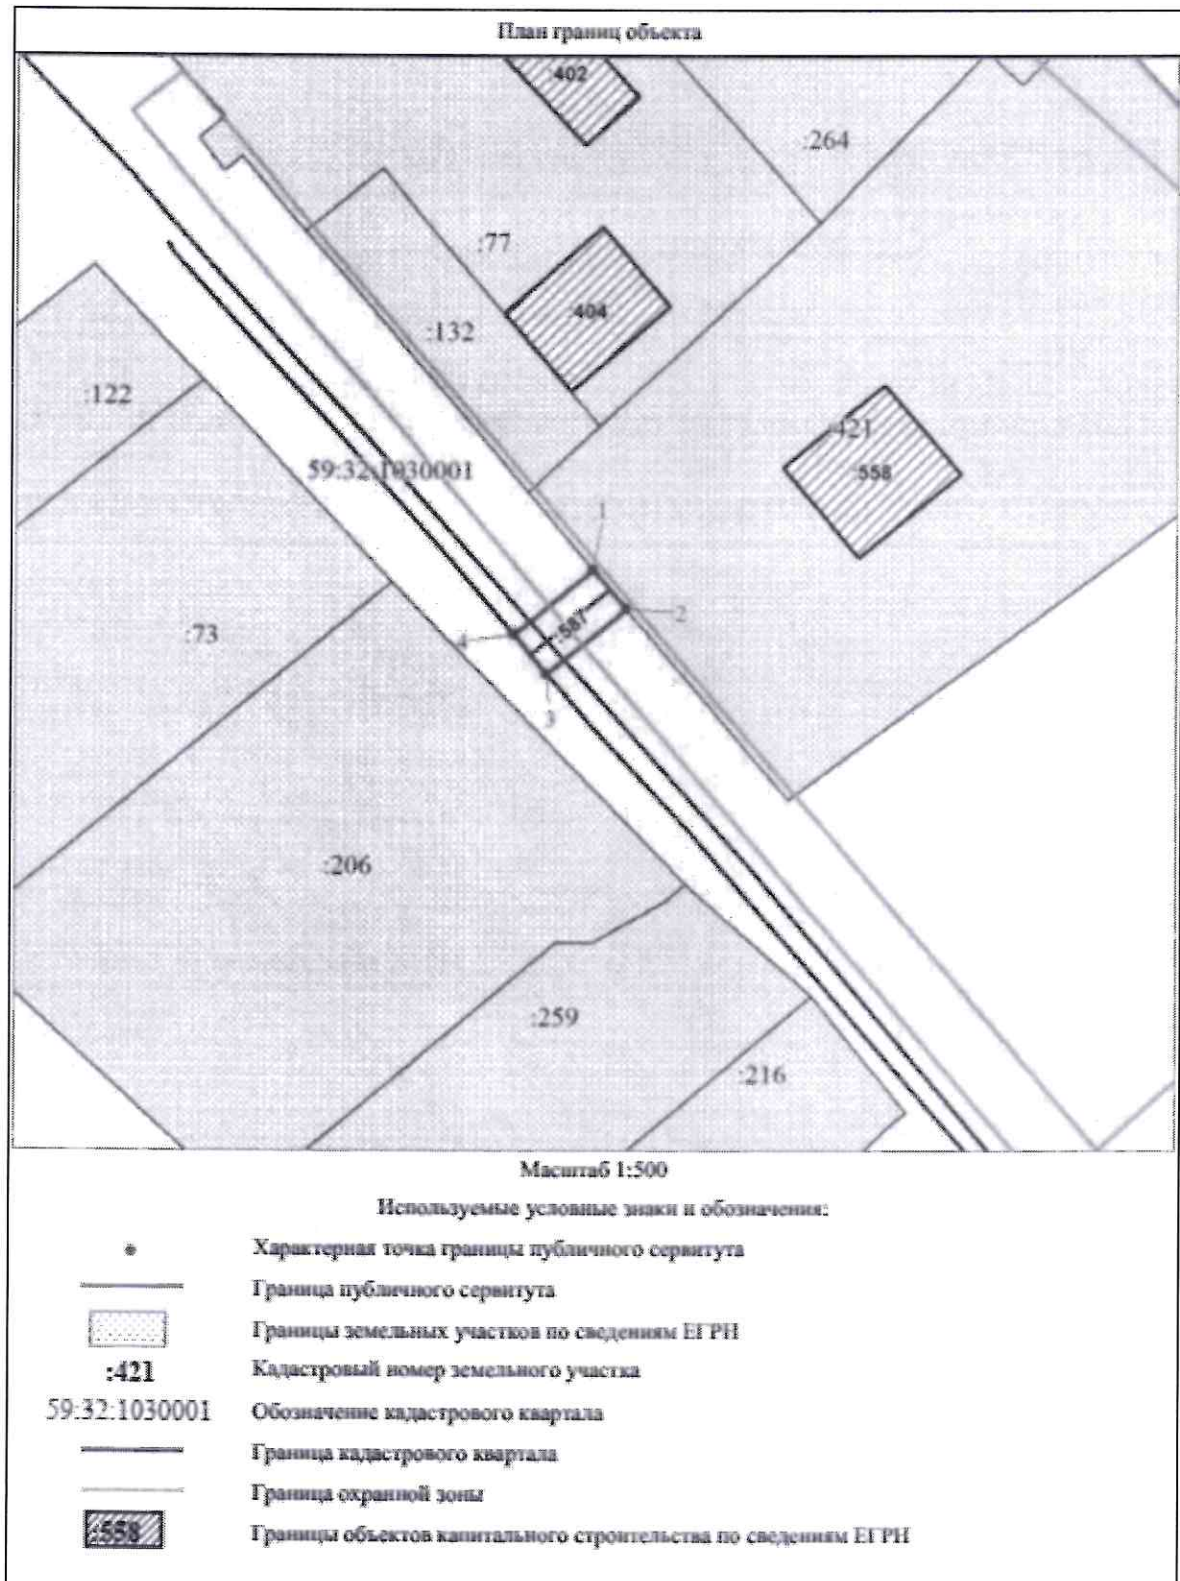 План границ объекта
:402
:264
:77
:404
:132
:122
:421
59:32:1030001
:558
1
:587
2
:73
4
3
:206
:259
:216
Масштаб 1:500
Используемые условные знаки и обозначения:
Характерная точка границы публичного сервитута
Граница публичного сервитута
Границы земельных участков по сведениям ЕГРН
:421 Кадастровый номер земельного участка
59:32:1030001 Обозначение кадастрового квартала
Граница кадастрового квартала
Граница охранной зоны
:558 Границы объектов капитального строительства по сведениям ЕГРН